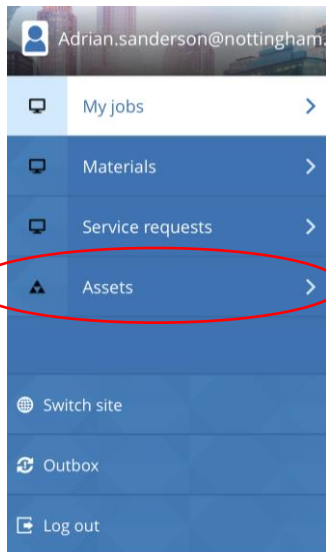 Adrian.sanderson@nottingham.
My jobs
Materials
Service requests
Assets
Switch site
Outbox
Log out